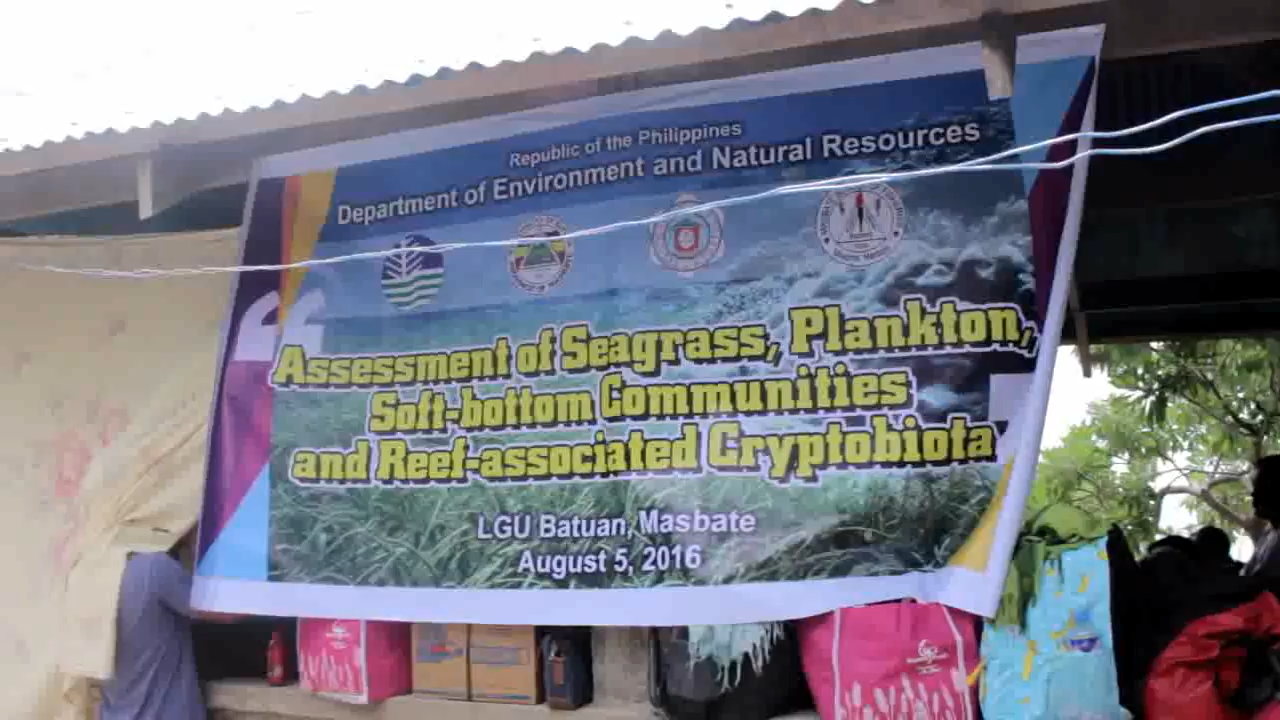 Republic of the Philippines
Department of Environment and Natural Resources
Assessment of Seagrass, Plankton,
Soft-bottom Communities
and Reef-associated Cryptobiota
LGU Batuan, Masbate
August 5, 2016